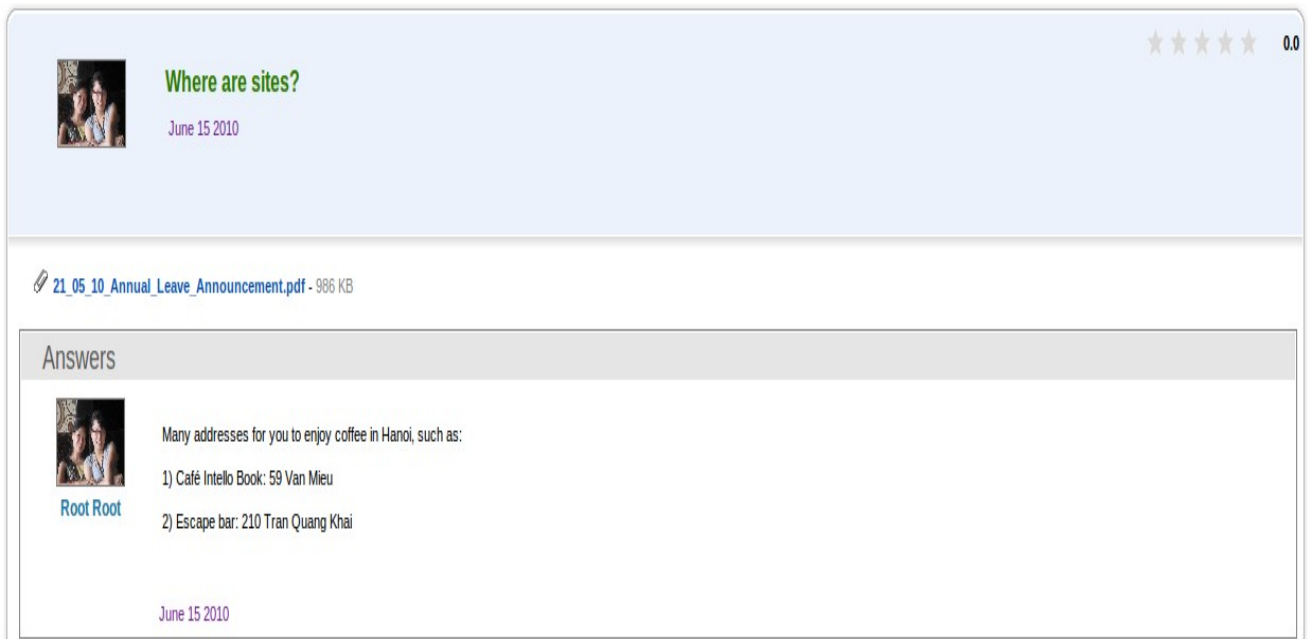 0.0
Where are sites?
June 15 2010
21_05_10_Annual_Leave_Announcement.pdf - 986 KB
Answers
Many addresses for you to enjoy coffee in Hanoi, such as:
1) Café Intello Book: 59 Van Mieu
Root Root
2) Escape bar: 210 Tran Quang Khai
June 15 2010